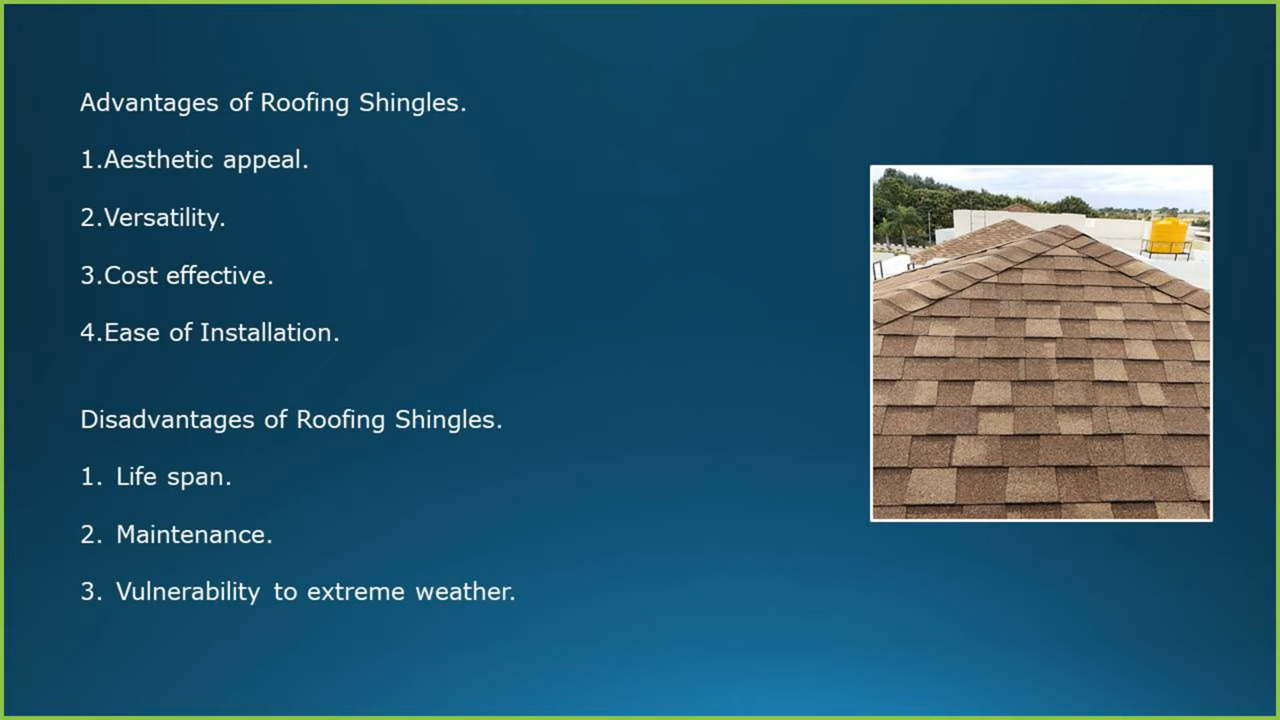 Advantages of Roofing Shingles.
1.Aesthetic appeal.
2.Versatility.
3.Cost effective.
4.Ease of Installation.
Disadvantages of Roofing Shingles.
1. Life span.
2. Maintenance.
3. Vulnerability to extreme weather.